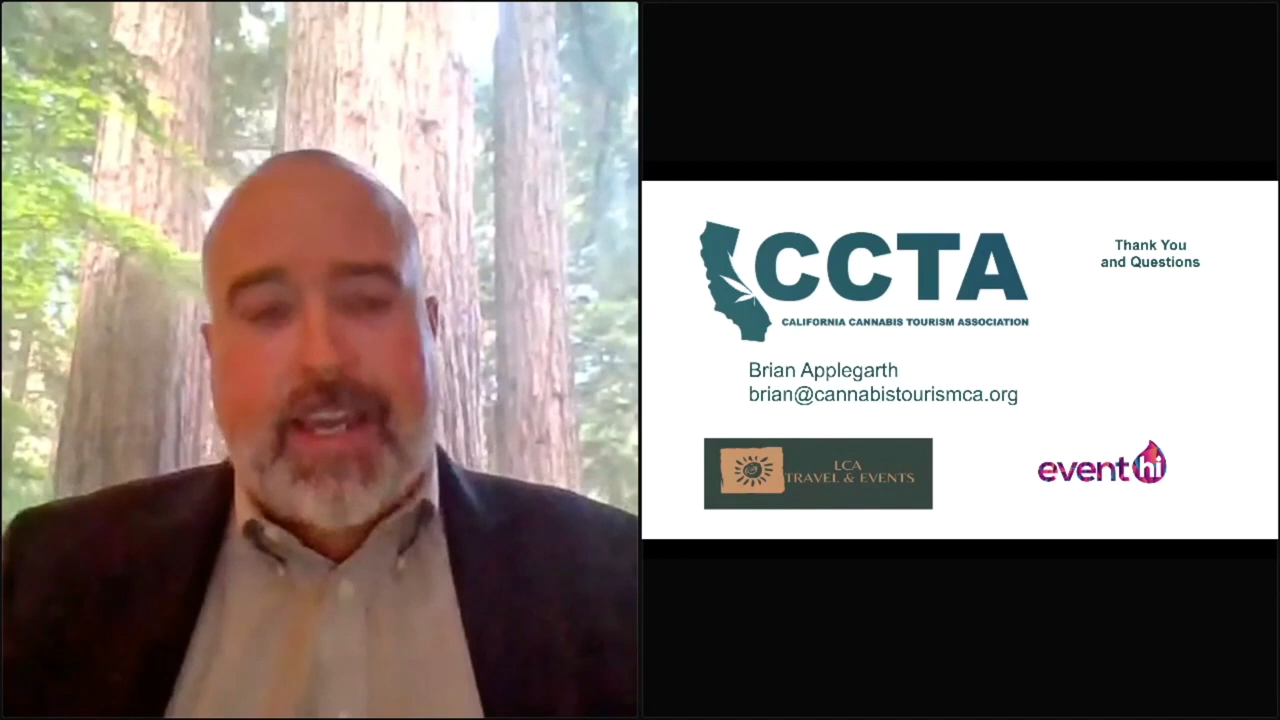 CCTA
CALIFORNIA CANNABIS TOURISM ASSOCIATION
Thank You
and Questions
Brian Applegarth
brian@cannabistourismca.org
LCA
TRAVEL & EVENTS
eventhi